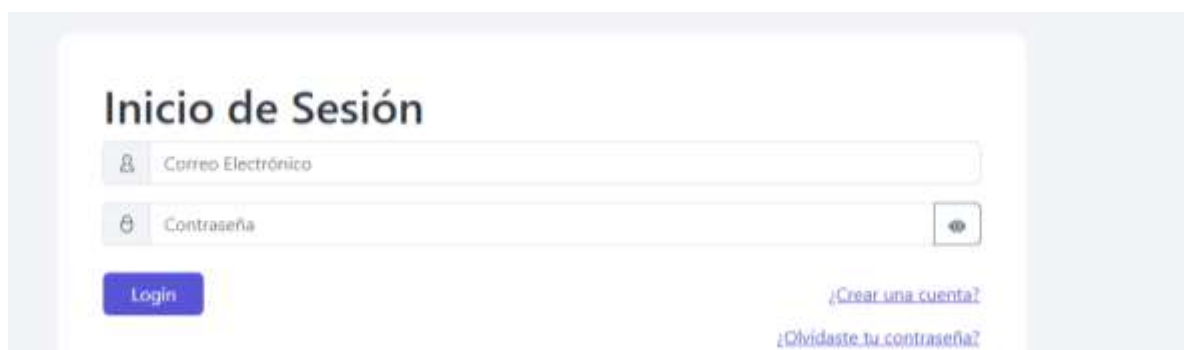 Inicio de Sesión
Correo Electrónico
Contraseña
Login
¿Crear una cuenta?
¿Olvidaste tu contraseña?